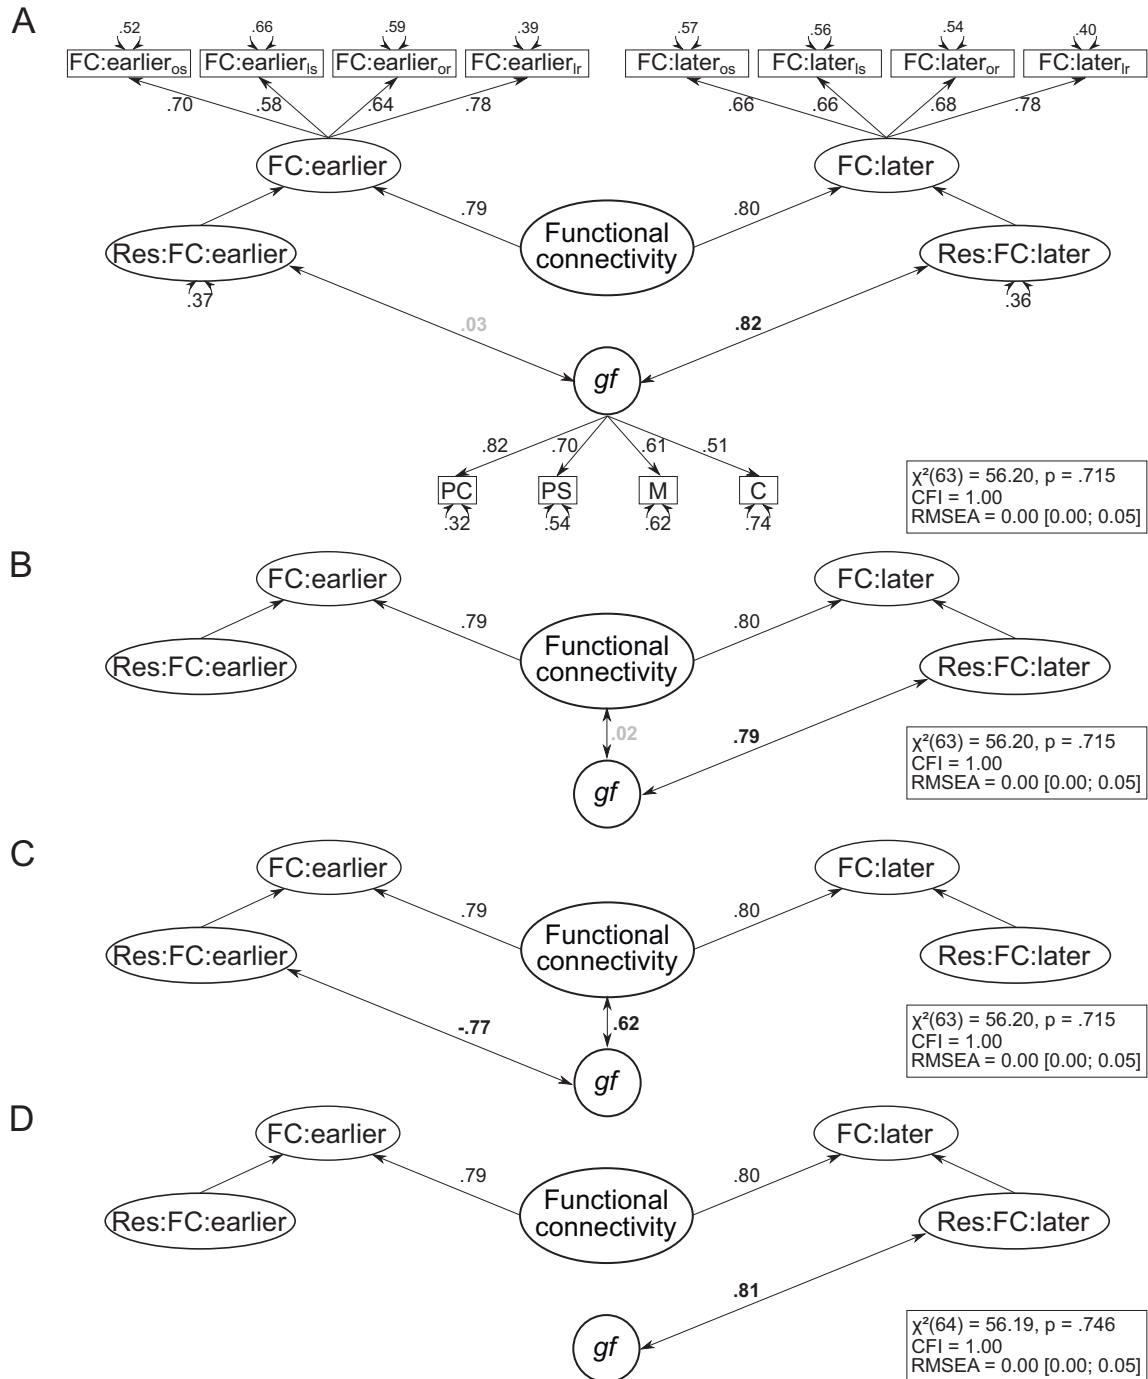 A
.52 .66 .59 .39 .57 .56 .54 .40
FC:earlieros FC:earlierls FC:earlieror FC:earlierlr FC:lateros FC:laterls FC:lateror FC:laterlr
.70 .58 .64 .78 .66 .66 .68 .78
FC:earlier FC:later
.79 .80
Functional
connectivity
Res:FC:earlier Res:FC:later
.37 .36
.03 .82
gf
.82 .70 .61 .51
PC PS M C
.32 .54 .62 .74
χ²(63) = 56.20, p = .715
CFI = 1.00
RMSEA = 0.00 [0.00; 0.05]
B
FC:earlier FC:later
.79 .80
Functional
connectivity
Res:FC:earlier Res:FC:later
.02 .79
gf
χ²(63) = 56.20, p = .715
CFI = 1.00
RMSEA = 0.00 [0.00; 0.05]
C
FC:earlier FC:later
.79 .80
Functional
connectivity
Res:FC:earlier Res:FC:later
-.77 .62
gf
χ²(63) = 56.20, p = .715
CFI = 1.00
RMSEA = 0.00 [0.00; 0.05]
D
FC:earlier FC:later
.79 .80
Functional
connectivity
Res:FC:earlier Res:FC:later
.81
gf
χ²(64) = 56.19, p = .746
CFI = 1.00
RMSEA = 0.00 [0.00; 0.05]